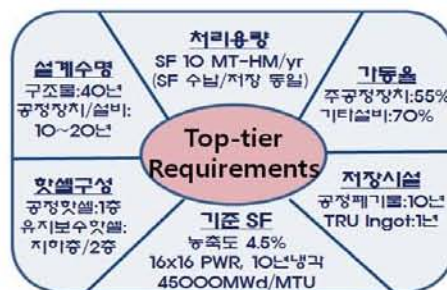 처리용량
SF 10 MT-HM/yr
(SF 수납/저장 동일)
설계수명
구조물:40년
공정장치/설비:
10~20년
가동율
주공정장치:55%
기타설비:70%
Top-tier
Requirements
핫셀구성
공정핫셀:1층
유지보수핫셀:
지하층/2층
기준 SF
농축도 4.5%
16x16 PWR, 10년냉각
45000MWd/MTU
저장시설
공정폐기물:10년
TRU Ingot:1년